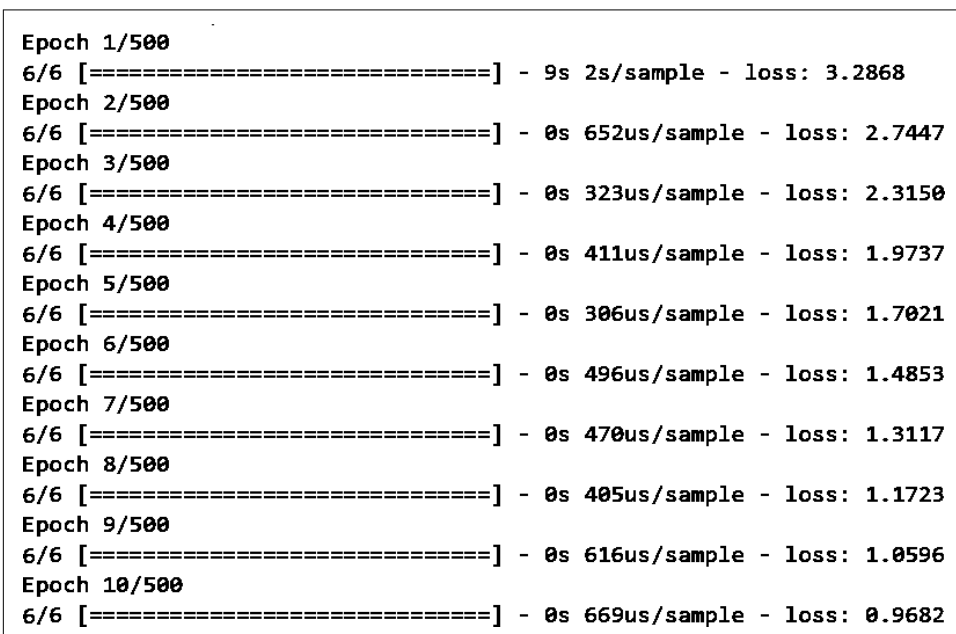 Epoch 1/500
6/6 [==============================] - 9s 2s/sample - loss: 3.2868
Epoch 2/500
6/6 [==============================] - 0s 652us/sample - loss: 2.7447
Epoch 3/500
6/6 [==============================] - 0s 323us/sample - loss: 2.3150
Epoch 4/500
6/6 [==============================] - 0s 411us/sample - loss: 1.9737
Epoch 5/500
6/6 [==============================] - 0s 306us/sample - loss: 1.7021
Epoch 6/500
6/6 [==============================] - 0s 496us/sample - loss: 1.4853
Epoch 7/500
6/6 [==============================] - 0s 470us/sample - loss: 1.3117
Epoch 8/500
6/6 [==============================] - 0s 405us/sample - loss: 1.1723
Epoch 9/500
6/6 [==============================] - 0s 616us/sample - loss: 1.0596
Epoch 10/500
6/6 [==============================] - 0s 669us/sample - loss: 0.9682